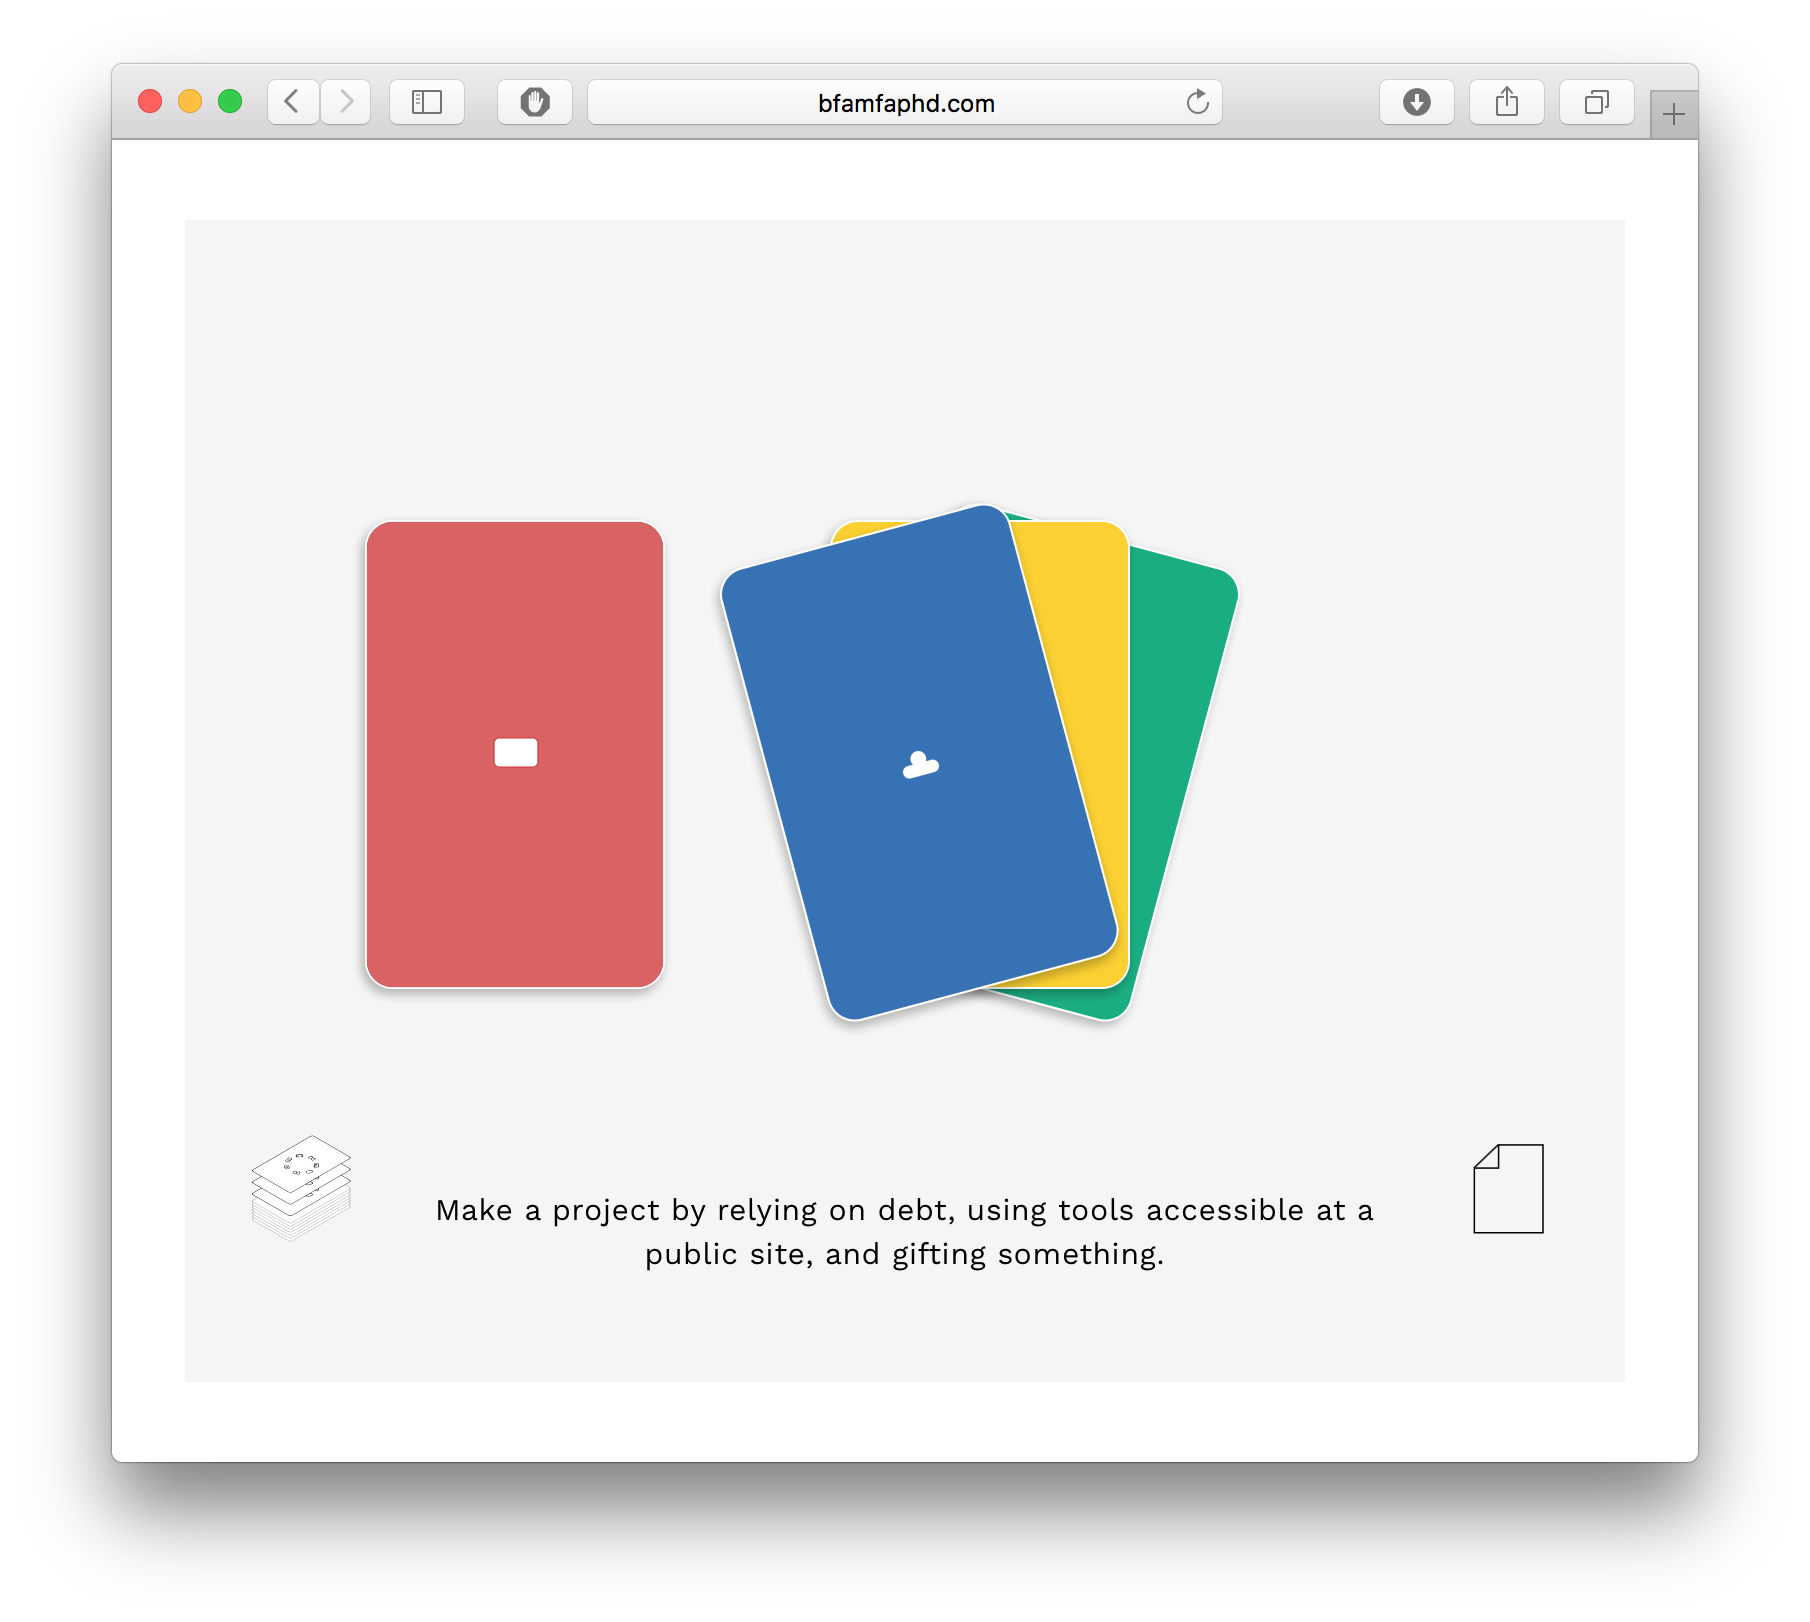 bfamfaphd.com
Make a project by relying on debt, using tools accessible at a
public site, and gifting something.